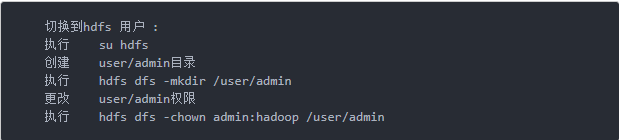 切换到hdfs 用户 :
执行 su hdfs
创建 user/admin目录
执行 hdfs dfs -mkdir /user/admin
更改 user/admin权限
执行 hdfs dfs -chown admin:hadoop /user/admin